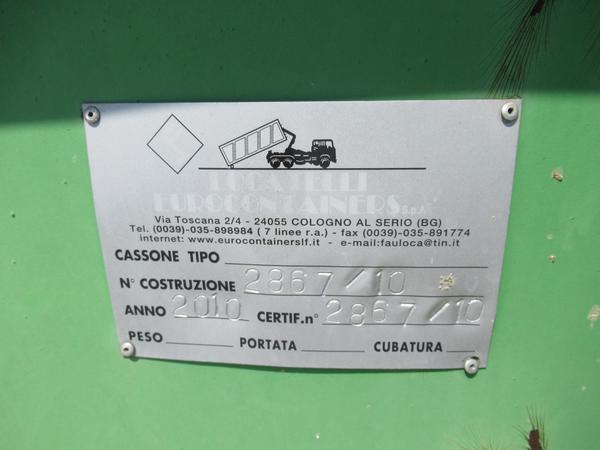 LOCATELLI
EUROCONTAINERS S.p.A.
Via Toscana 2/4 - 24055 COLOGNO AL SERIO (BG)
Tel. (0039)-035-898984 ( 7 linee r.a.) - fax (0039)-035-891774
internet: www.eurocontainerslf.it - e-mail:fauloca@tin.it
CASSONE TIPO
N° COSTRUZIONE 2867/10
ANNO 2010 CERTIF.n° 2867/10
PESO PORTATA CUBATURA